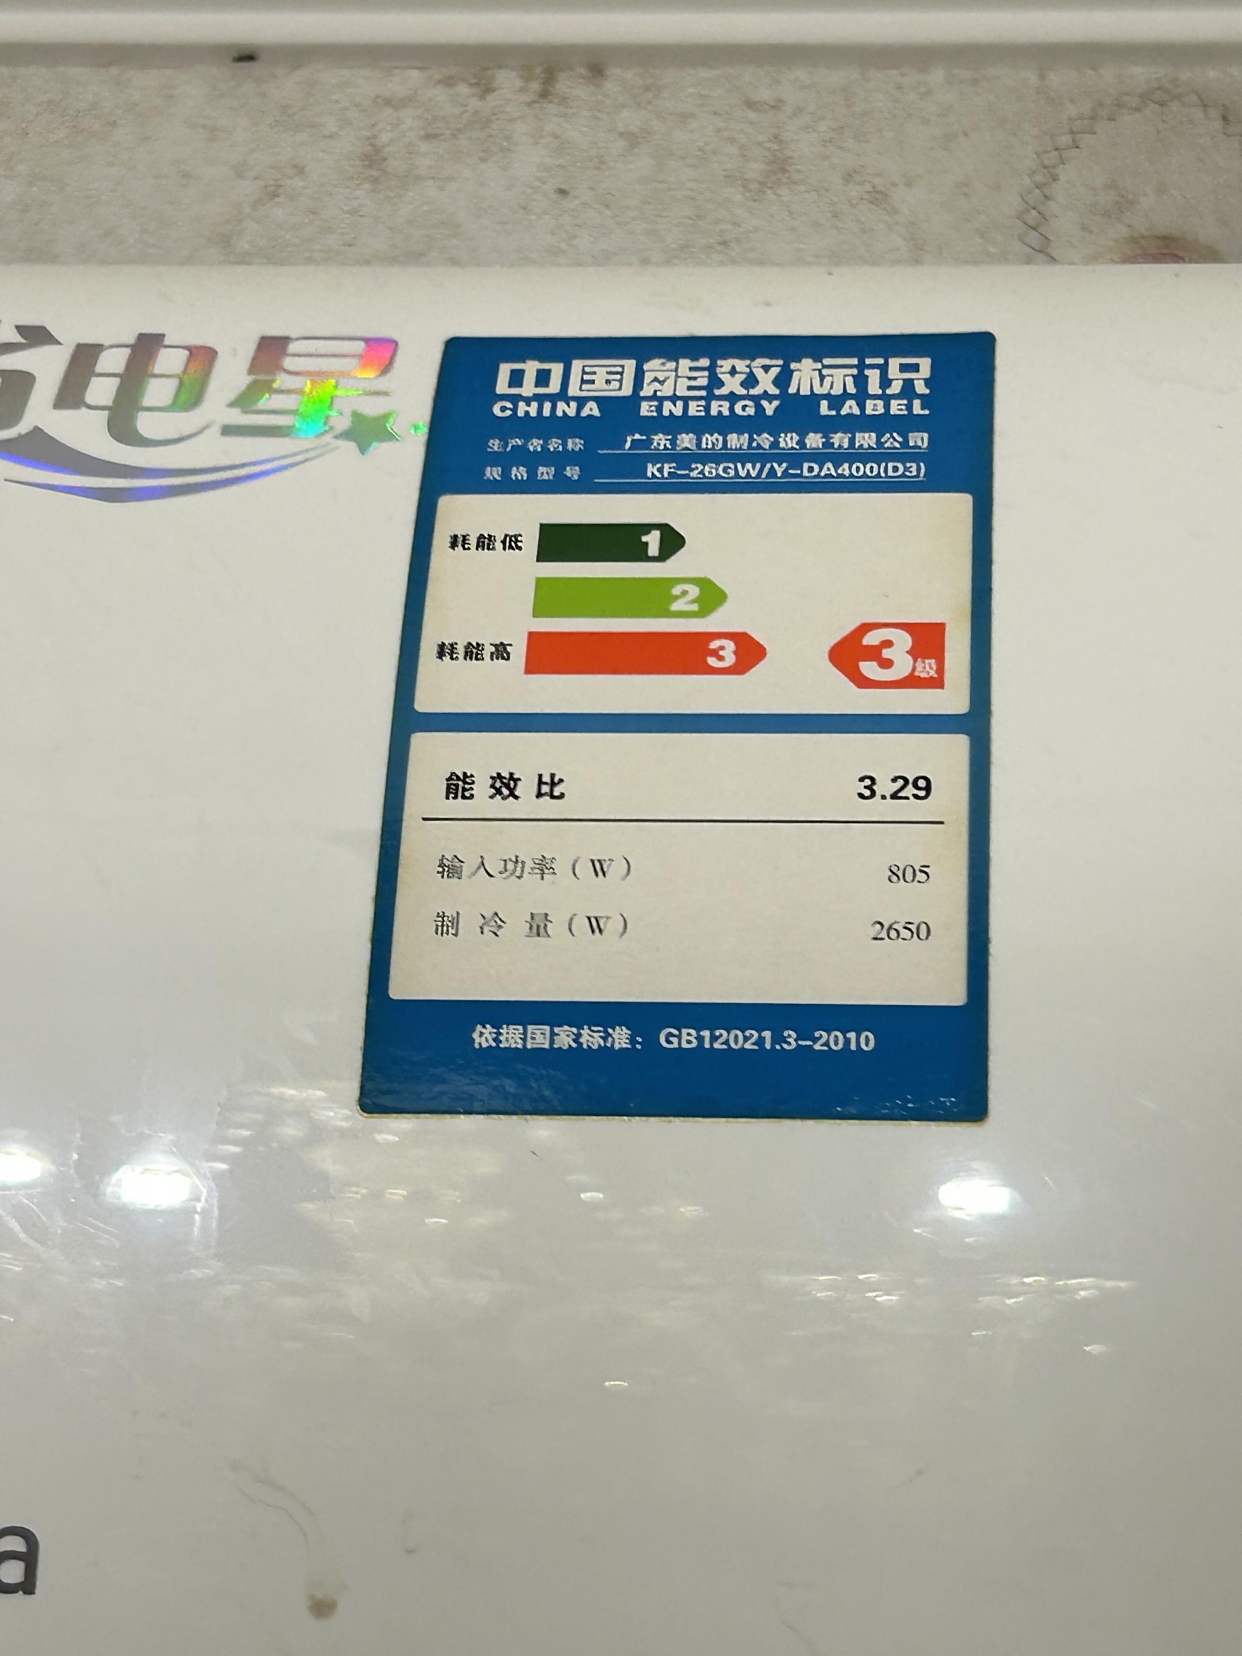 电星
中国能效标识
CHINA ENERGY LABEL
生产者名称 广东美的制冷设备有限公司
规格型号 KF-26GW/Y-DA400(D3)
耗能低 1
2
耗能高 3 3级
能效比 3.29
输入功率(W) 805
制冷量(W) 2650
依据国家标准：GB12021.3-2010
a